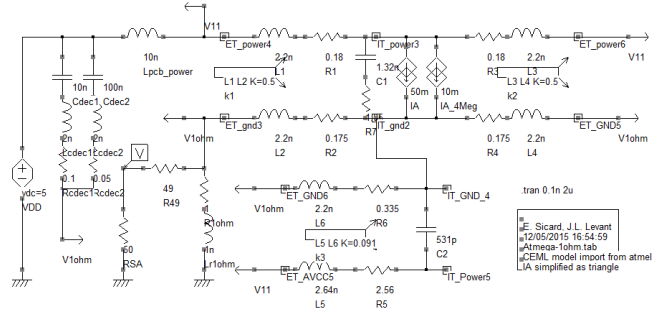 V11
ET_power4
IT_power3
ET_power6
10n
Lpcb_power
2.2n
L1
0.18
R1
0.18
R3
2.2n
L3
V11
10n
Cdec1
100n
Cdec2
L1 L2 K=0.5
k1
1.32n
C1
50m
IA
10m
IA_4Meg
L3 L4 K=0.5
k2
ET_gnd3
R7
IT_gnd2
ET_GND5
2n
Lcdec1
2n
Lcdec2
V1ohm
2.2n
L2
0.175
R2
0.175
R4
2.2n
L4
V1ohm
V
vdc=5
VDD
0.1
Rcdec1
0.05
Rcdec2
49
R49
ET_GND6
IT_GND_4
.tran 0.1n 2u
V1ohm
1
R1ohm
V1ohm
2.2n
L6
0.335
R6
L5 L6 K=0.091
k3
531p
C2
E. Sicard, J.L. Levant
12/05/2015 16:54:59
Atmega-1ohm.tab
CEML model import from atmel
IA simplified as triangle
50
RSA
1n
Lr1ohm
ET_AVCC5
IT_Power5
V11
2.64n
L5
2.56
R5